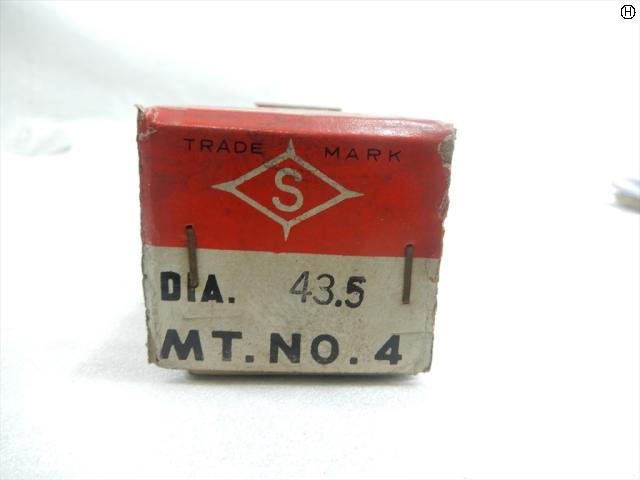 H
TRADE MARK
S
DIA. 43.5
MT. NO. 4